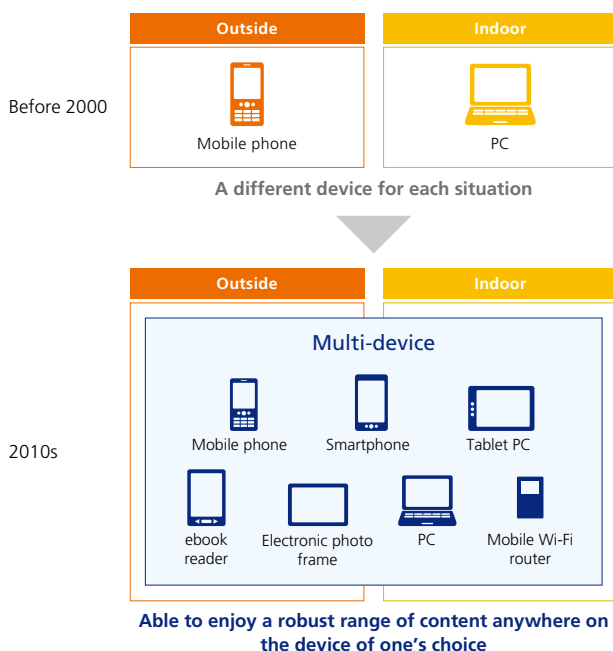 Outside
Indoor
Before 2000
Mobile phone
PC
A different device for each situation
Outside
Indoor
2010s
Multi-device
Mobile phone
Smartphone
Tablet PC
ebook
reader
Electronic photo
frame
PC
Mobile Wi-Fi
router
Able to enjoy a robust range of content anywhere on
the device of one’s choice